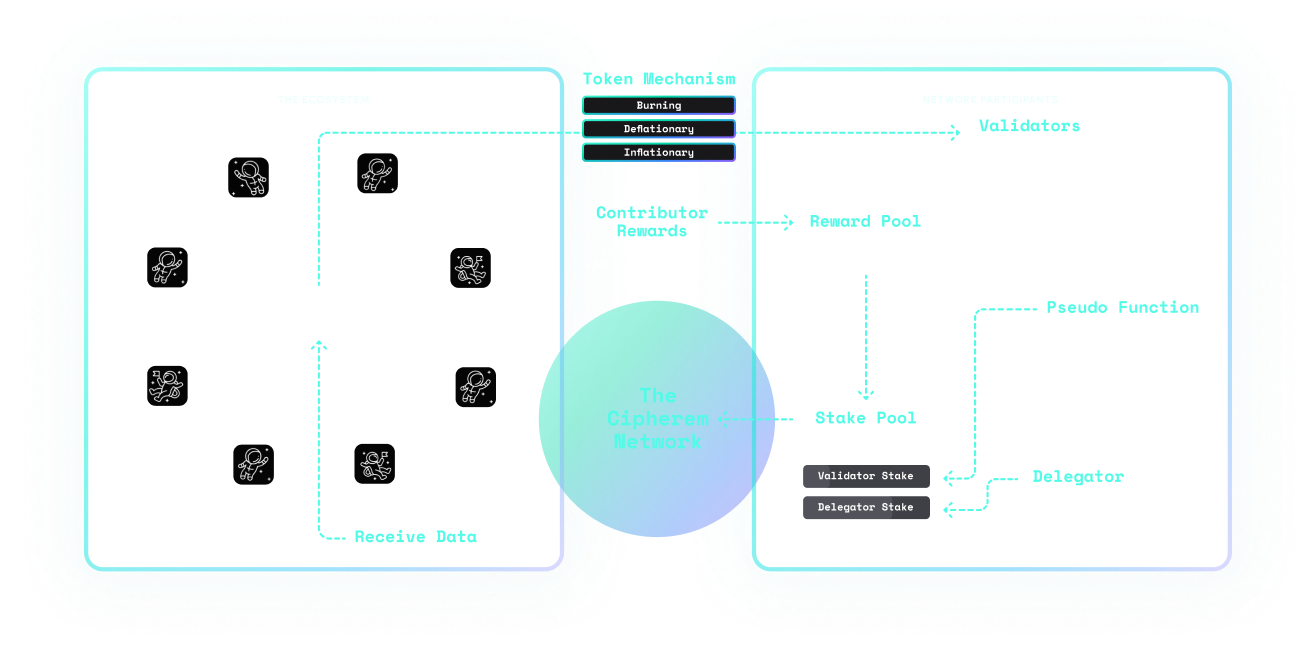 THE ECOSYSTEM
Token Mechanism
Burning
Deflationary
Inflationary
NETWORK PARTICIPANTS
Validators
Contributor
Rewards
Reward Pool
Pseudo Function
The
Cipherem
Network
Stake Pool
Validator Stake
Delegator Stake
Delegator
Receive Data